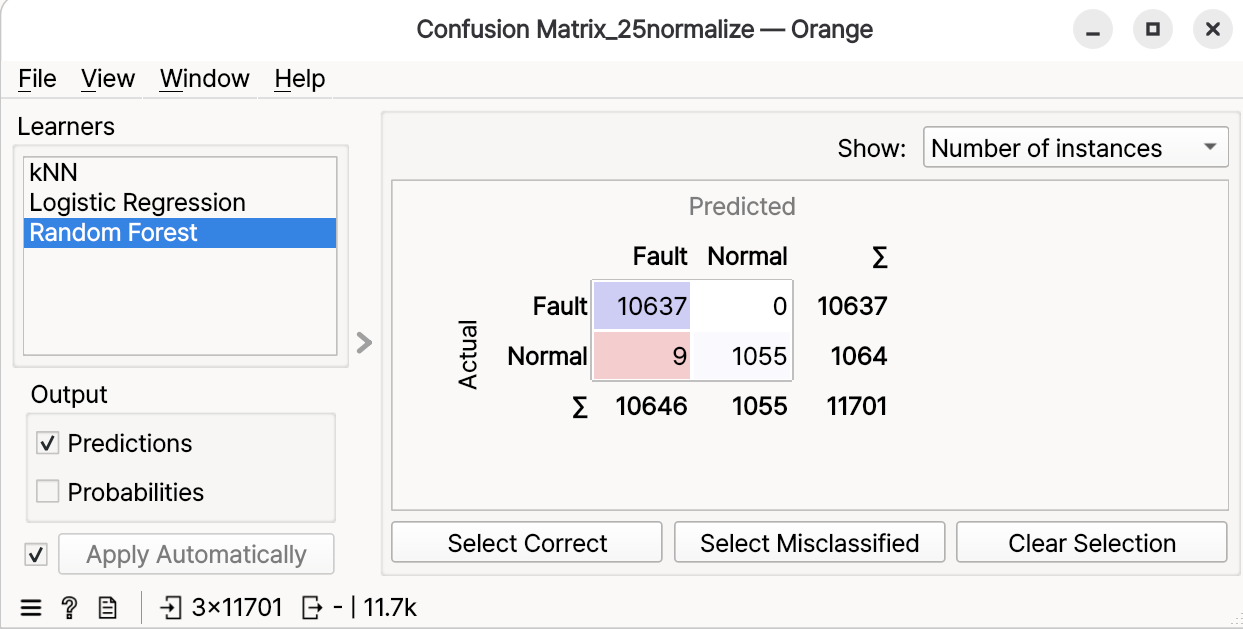 Confusion Matrix_25normalize — Orange
File View Window Help
Learners
kNN
Logistic Regression
Random Forest
Output
Predictions
Probabilities
Apply Automatically
Show: Number of instances
Predicted
Fault Normal Σ
Actual
Fault 10637 0 10637
Normal 9 1055 1064
Σ 10646 1055 11701
Select Correct Select Misclassified Clear Selection
? 3×11701 - | 11.7k